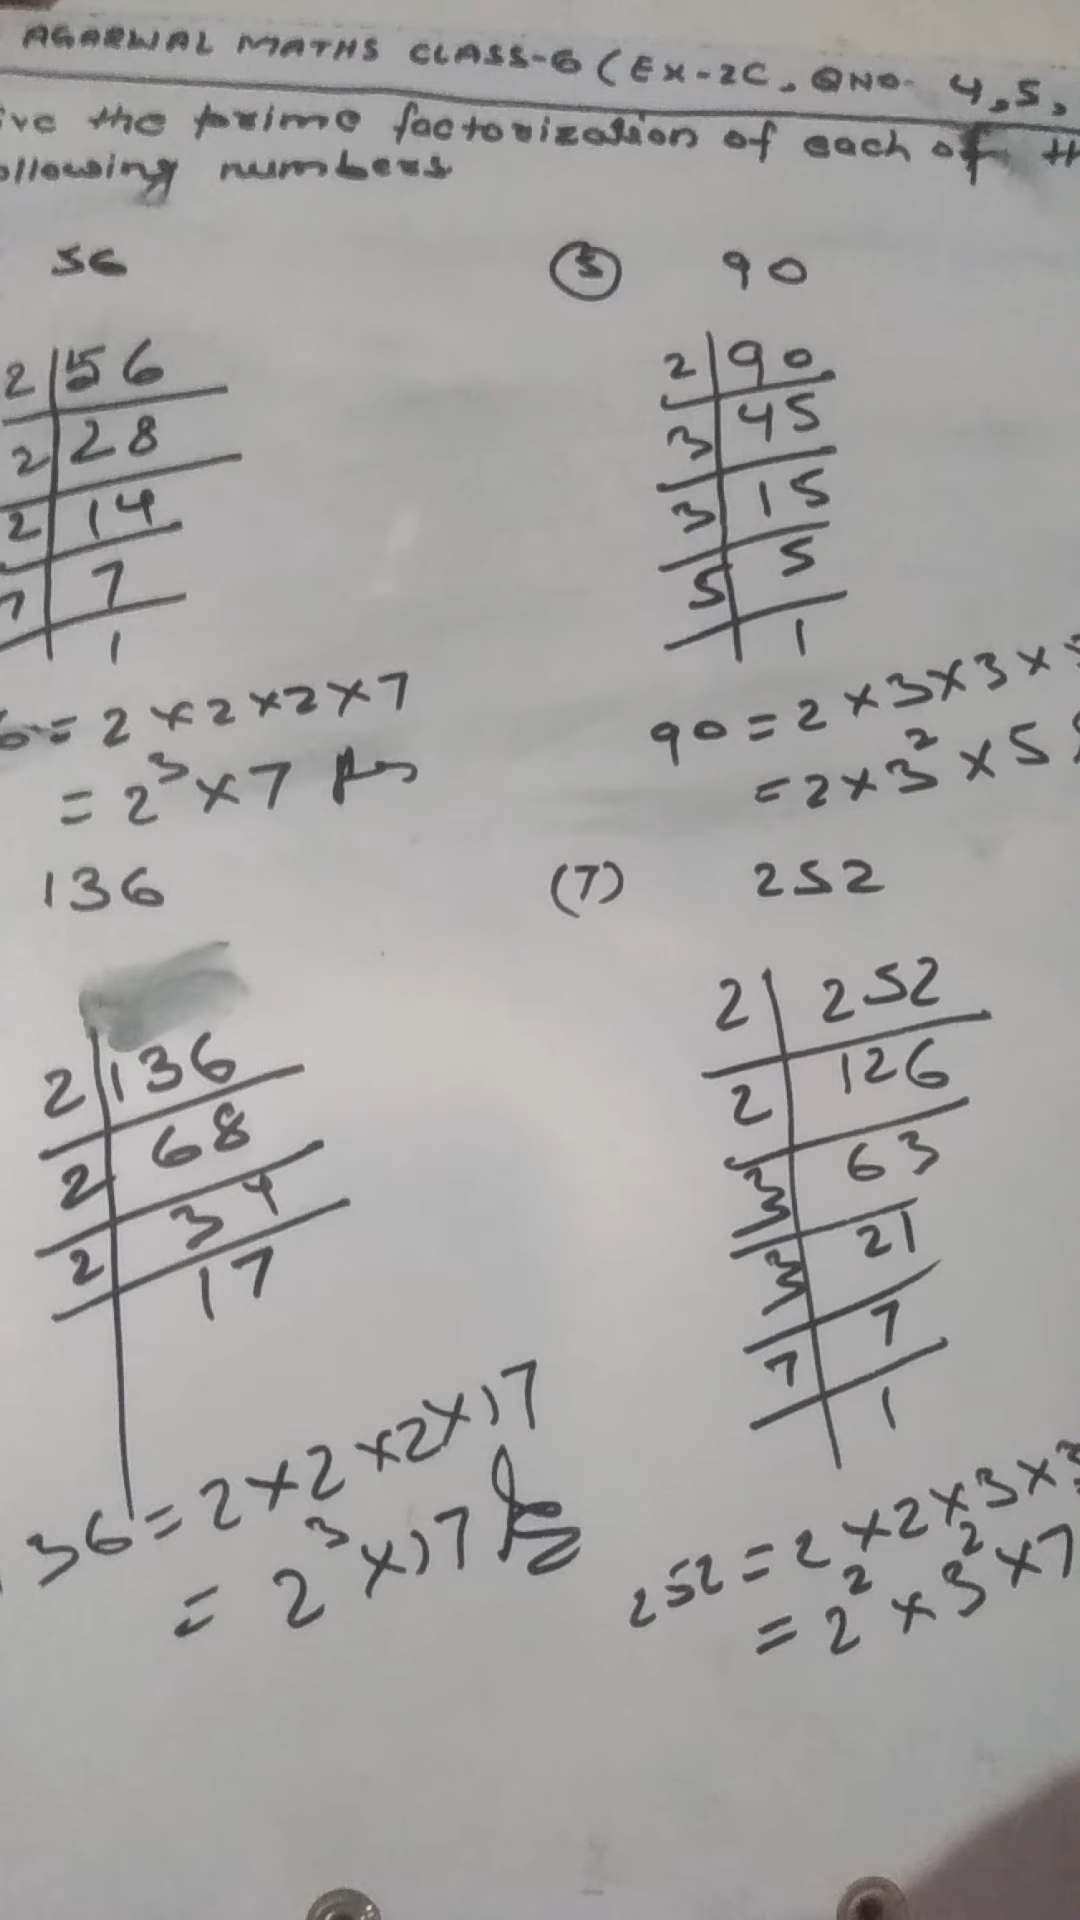 AGARWAL MATHS CLASS-6 (EX-2C, QNO- 4,5,
ive the prime factorization of each of th
ollowing numbers
56
2 56
2 28
2 14
7 7
1
6 = 2 × 2 × 2 × 7
= 2³ × 7 Ans
(5) 90
2 90
3 45
3 15
5 5
1
90 = 2 × 3 × 3 ×
= 2 × 3² × 5
136
2 136
2 68
2 34
17
36 = 2 × 2 × 2 × 17
= 2³ × 17
(7) 252
2 252
2 126
3 63
3 21
7 7
1
252 = 2 × 2 × 3 × 3
= 2² × 3² × 7